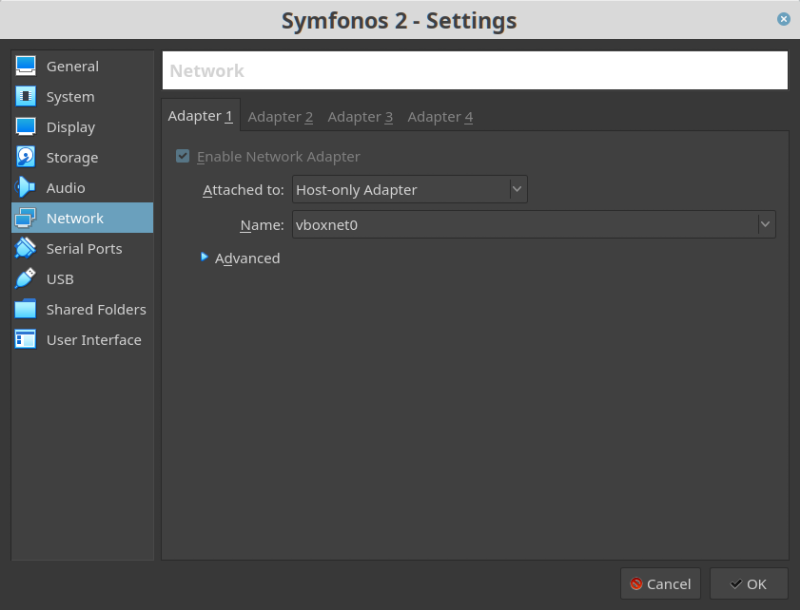 Symfonos 2 - Settings
General
System
Display
Storage
Audio
Network
Serial Ports
USB
Shared Folders
User Interface
Network
Adapter 1 Adapter 2 Adapter 3 Adapter 4
Enable Network Adapter
Attached to: Host-only Adapter
Name: vboxnet0
Advanced
Cancel OK